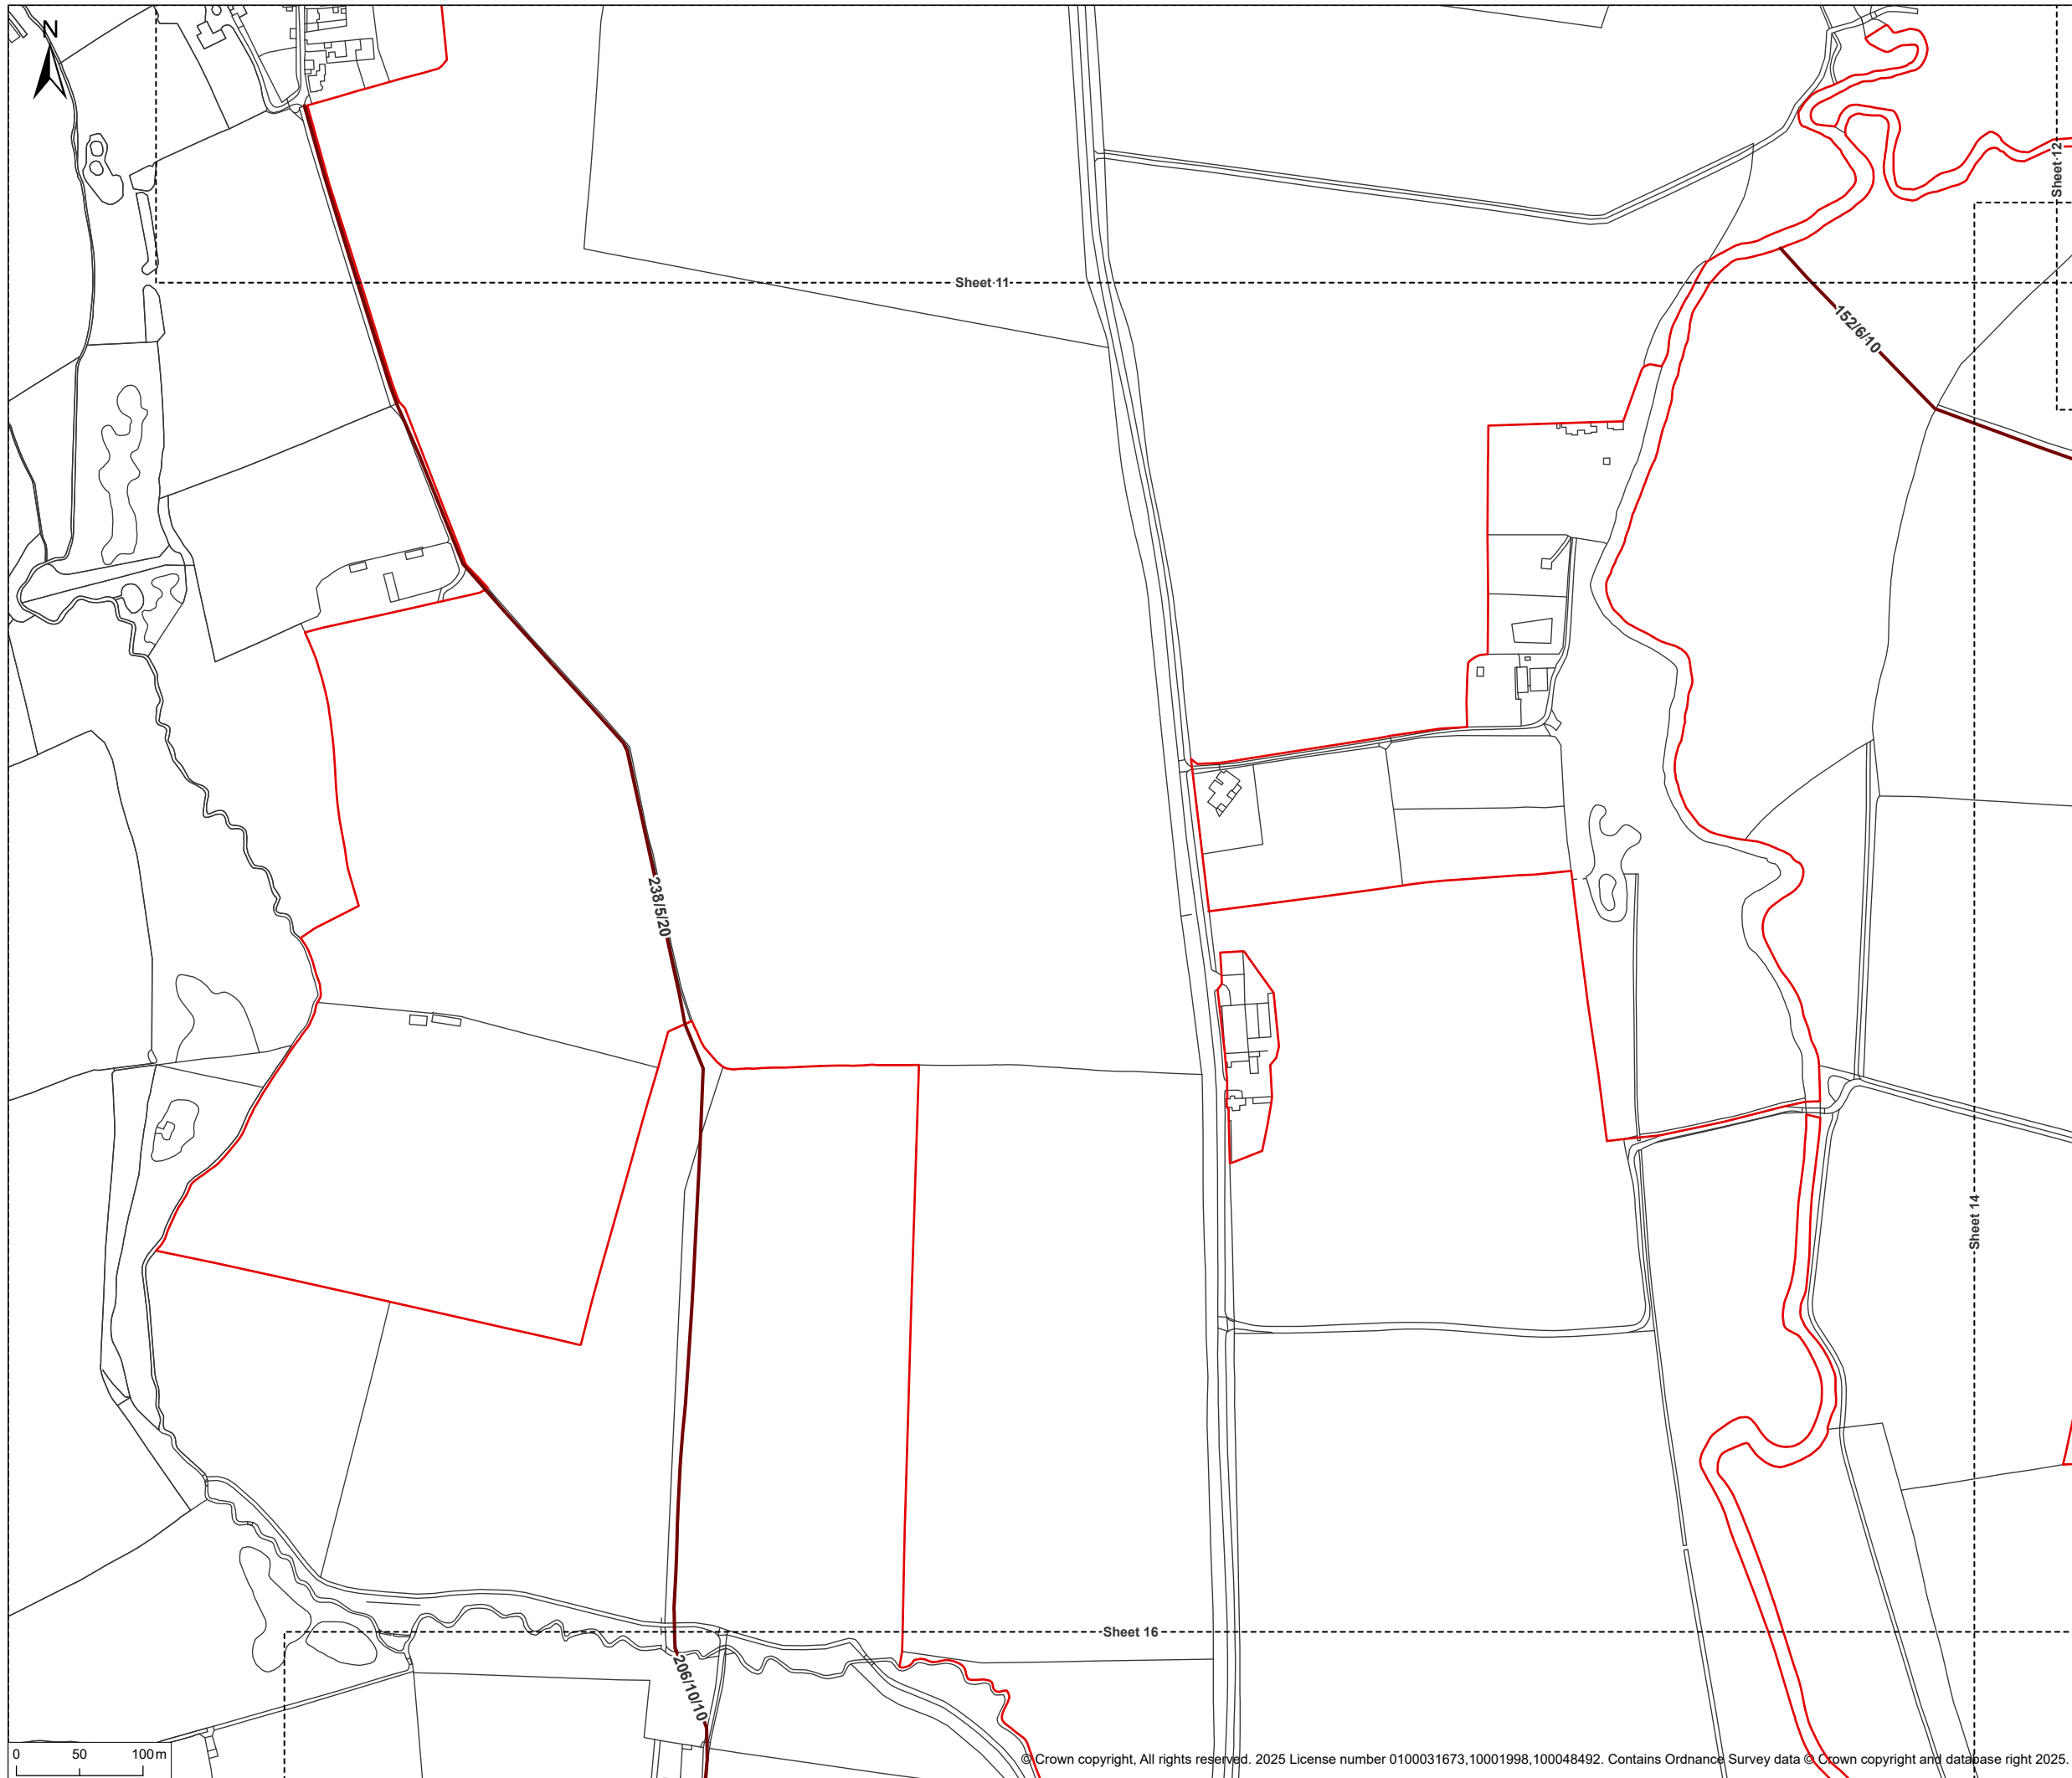 N
Sheet 12
Sheet 11
152/6/10
238/5/20
Sheet 14
Sheet 16
206/10/10
0 50 100 m
© Crown copyright, All rights reserved. 2025 License number 0100031673,10001998,100048492. Contains Ordnance Survey data © Crown copyright and database right 2025.